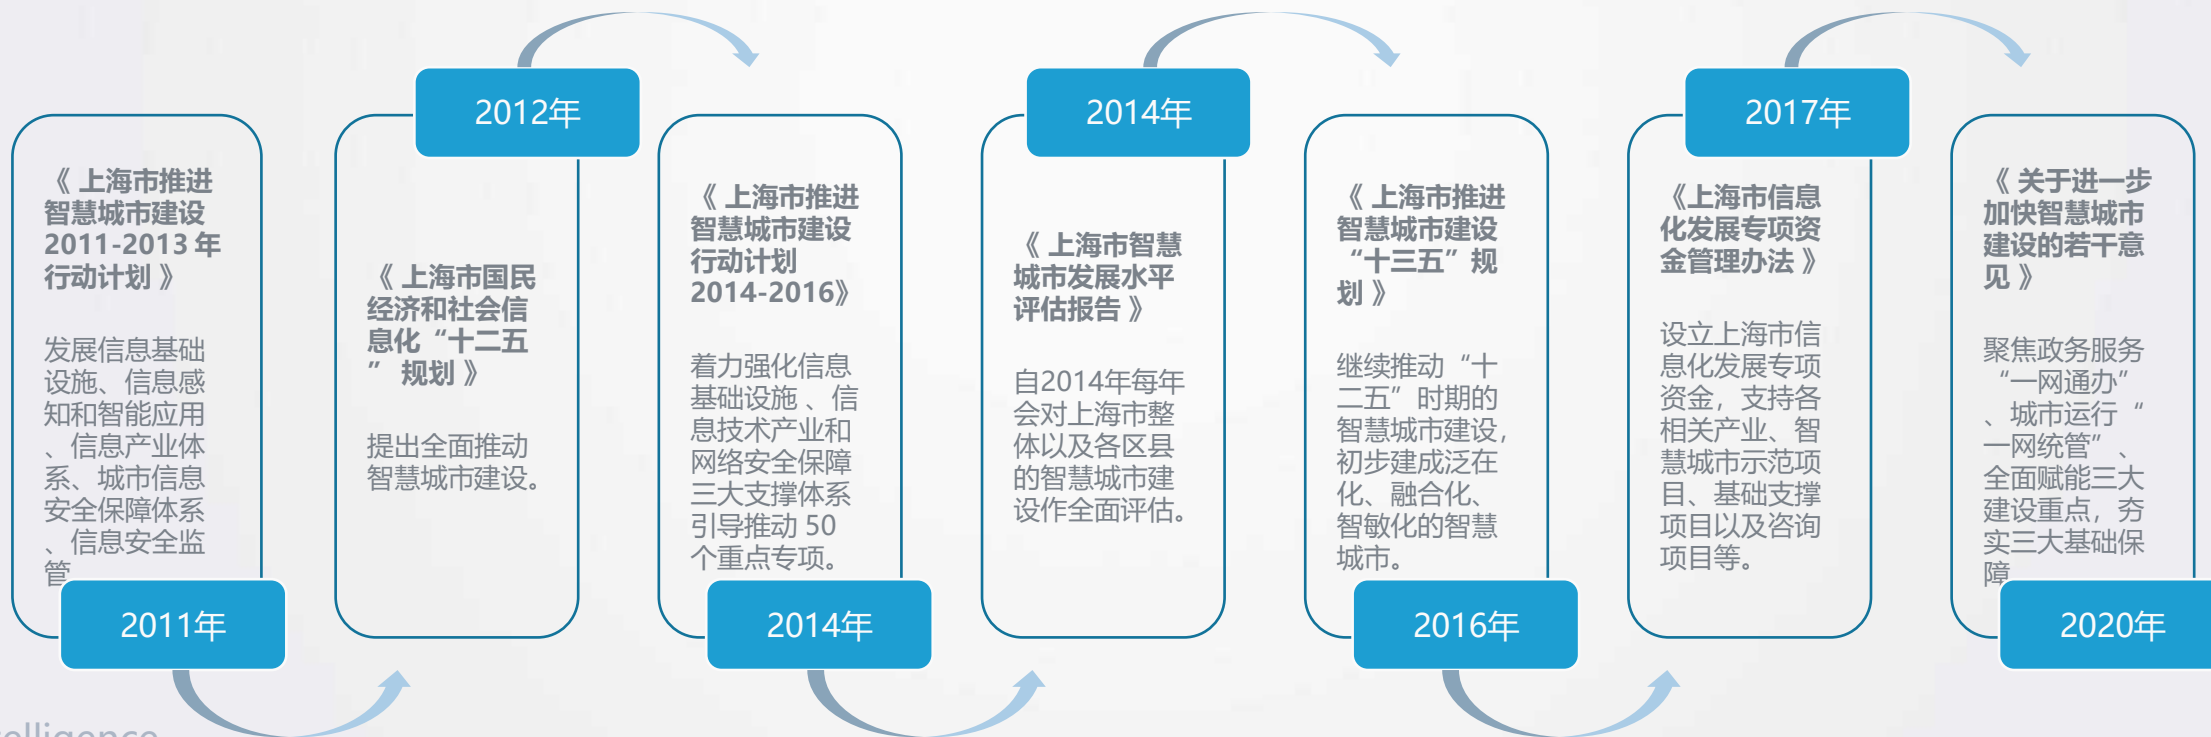 《 上海市推进
智慧城市建设
2011-2013 年
行动计划 》
发展信息基础
设施、信息感
知和智能应用
、信息产业体
系、城市信息
安全保障体系
、信息安全监
管
2011年
2012年
《 上海市国民
经济和社会信
息化“十二五
” 规划 》
提出全面推动
智慧城市建设。
《 上海市推进
智慧城市建设
行动计划
2014-2016》
着力强化信息
基础设施 、信
息技术产业和
网络安全保障
三大支撑体系
引导推动 50
个重点专项。
2014年
2014年
《 上海市智慧
城市发展水平
评估报告 》
自2014年每年
会对上海市整
体以及各区县
的智慧城市建
设作全面评估。
《 上海市推进
智慧城市建设
“十三五”规
划 》
继续推动“十
二五”时期的
智慧城市建设，
初步建成泛在
化、融合化、
智敏化的智慧
城市。
2016年
2017年
《上海市信息
化发展专项资
金管理办法 》
设立上海市信
息化发展专项
资金，支持各
相关产业、智
慧城市示范项
目、基础支撑
项目以及咨询
项目等。
《 关于进一步
加快智慧城市
建设的若干意
见 》
聚焦政务服务
“一网通办”
、城市运行“
一网统管”、
全面赋能三大
建设重点，夯
实三大基础保
障
2020年